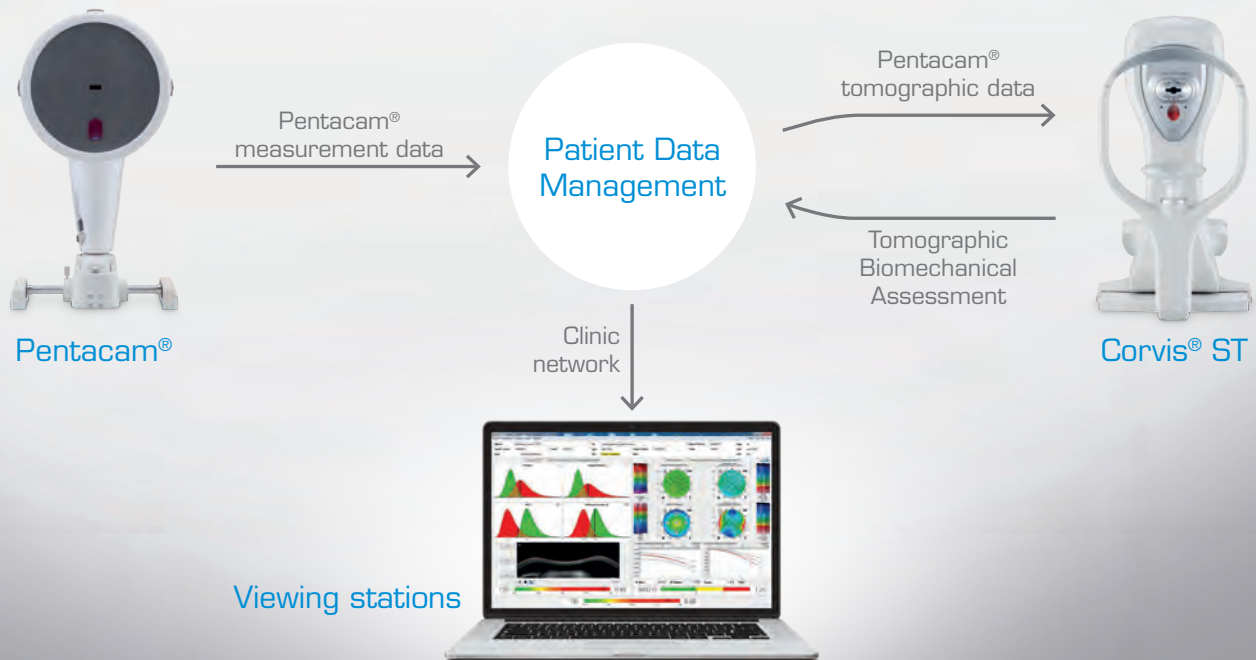 Pentacam®
measurement data
Patient Data
Management
Pentacam®
tomographic data
Tomographic
Biomechanical
Assessment
Pentacam®
Corvis® ST
Clinic
network
Viewing stations